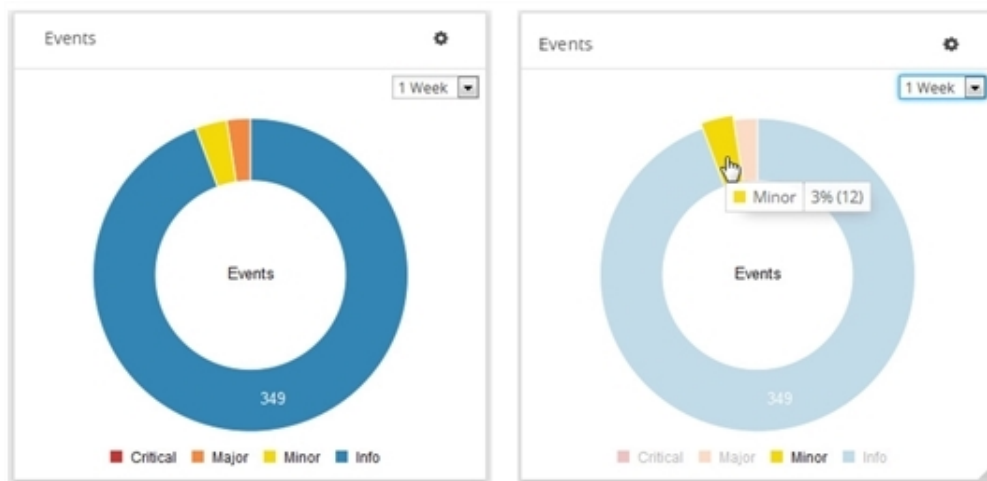 Events
1 Week
Events
349
Critical Major Minor Info
Events
1 Week
Minor 3% (12)
Events
349
Critical Major Minor Info